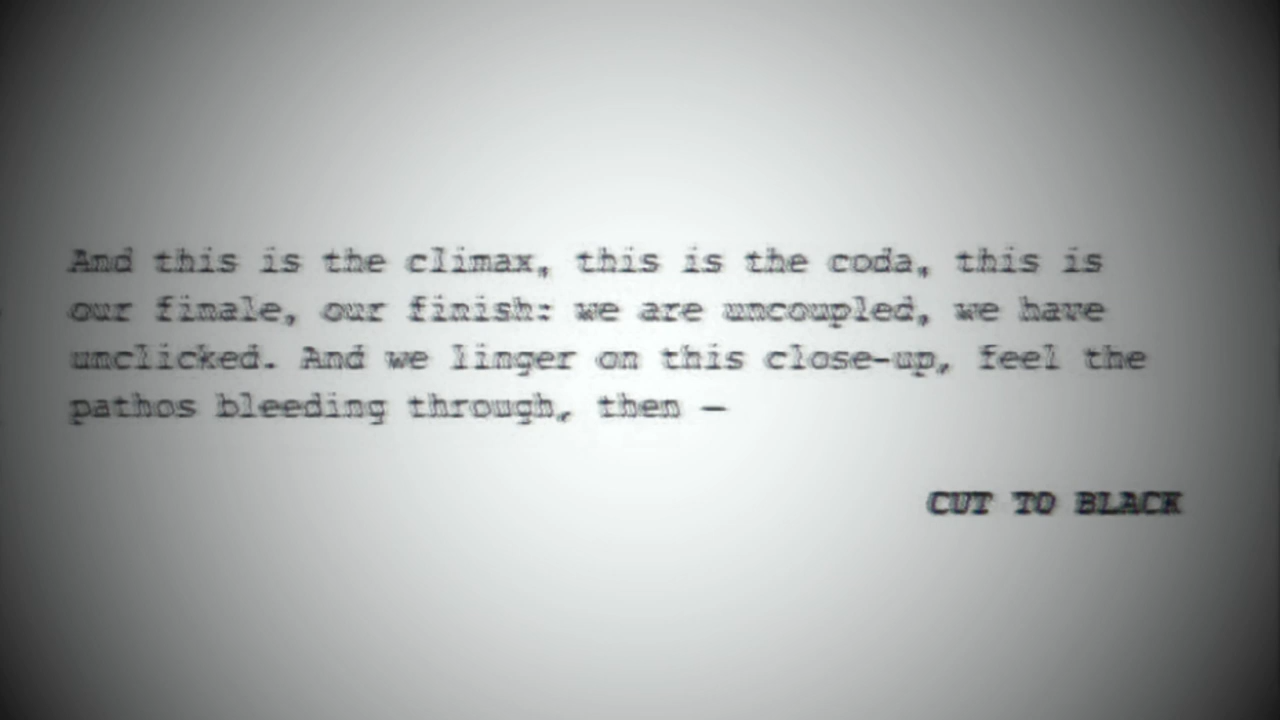 And this is the climax, this is the coda, this is
our finale, our finish: we are uncoupled, we have
unclicked. And we linger on this close-up, feel the
pathos bleeding through, then —
CUT TO BLACK